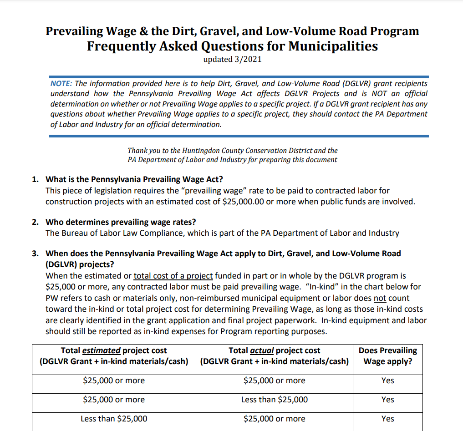 Prevailing Wage & the Dirt, Gravel, and Low-Volume Road Program
Frequently Asked Questions for Municipalities
updated 3/2021
NOTE: The information provided here is to help Dirt, Gravel, and Low-Volume Road (DGLVR) grant recipients
understand how the Pennsylvania Prevailing Wage Act affects DGLVR Projects and is NOT an official
determination on whether or not Prevailing Wage applies to a specific project. If a DGLVR grant recipient has any
questions about whether Prevailing Wage applies to a specific project, they should contact the PA Department
of Labor and Industry for an official determination.
Thank you to the Huntingdon County Conservation District and the
PA Department of Labor and Industry for preparing this document
1. What is the Pennsylvania Prevailing Wage Act?
This piece of legislation requires the "prevailing wage" rate to be paid to contracted labor for
construction projects with an estimated cost of $25,000.00 or more when public funds are involved.
2. Who determines prevailing wage rates?
The Bureau of Labor Law Compliance, which is part of the PA Department of Labor and Industry
3. When does the Pennsylvania Prevailing Wage Act apply to Dirt, Gravel, and Low-Volume Road
(DGLVR) projects?
When the estimated or total cost of a project funded in part or in whole by the DGLVR program is
$25,000 or more, any contracted labor must be paid prevailing wage. "In-kind" in the chart below for
PW refers to cash or materials only, non-reimbursed municipal equipment or labor does not count
toward the in-kind or total project cost for determining Prevailing Wage, as long as those in-kind costs
are clearly identified in the grant application and final project paperwork. In-kind equipment and labor
should still be reported as in-kind expenses for Program reporting purposes.
Total estimated project cost Total actual project cost Does Prevailing
(DGLVR Grant + in-kind materials/cash) (DGLVR Grant + in-kind materials/cash) Wage apply?
$25,000 or more $25,000 or more Yes
$25,000 or more Less than $25,000 Yes
Less than $25,000 $25,000 or more Yes